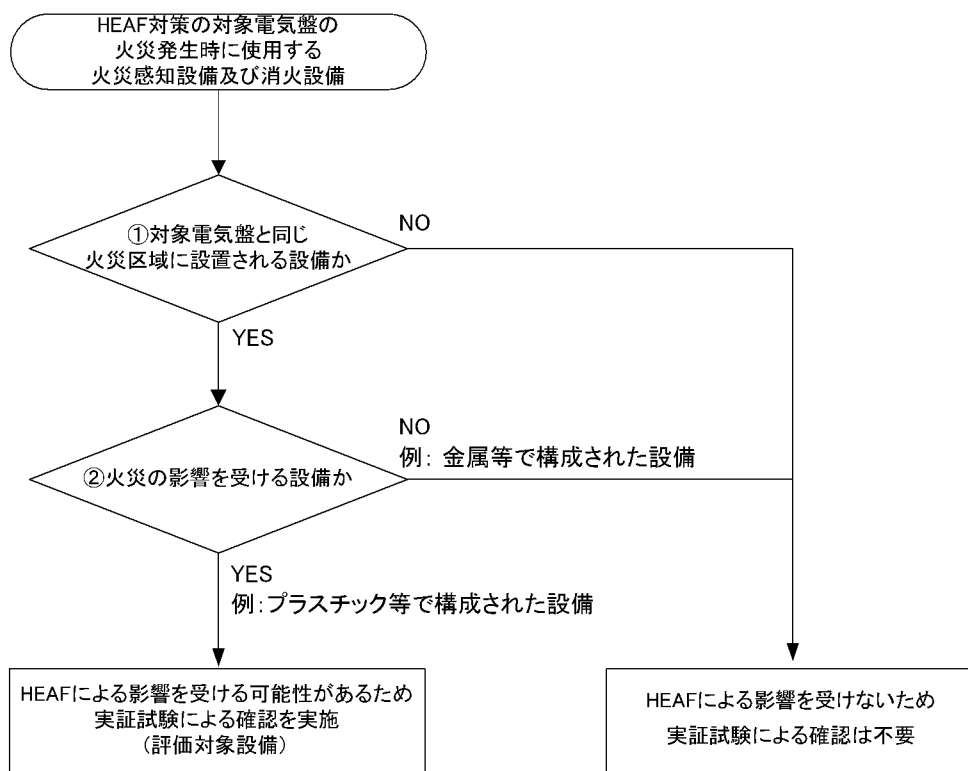 HEAF対策の対象電気盤の
火災発生時に使用する
火災感知設備及び消火設備
①対象電気盤と同じ
火災区域に設置される設備か
NO
YES
②火災の影響を受ける設備か
NO
例：金属等で構成された設備
YES
例：プラスチック等で構成された設備
HEAFによる影響を受ける可能性があるため
実証試験による確認を実施
（評価対象設備）
HEAFによる影響を受けないため
実証試験による確認は不要